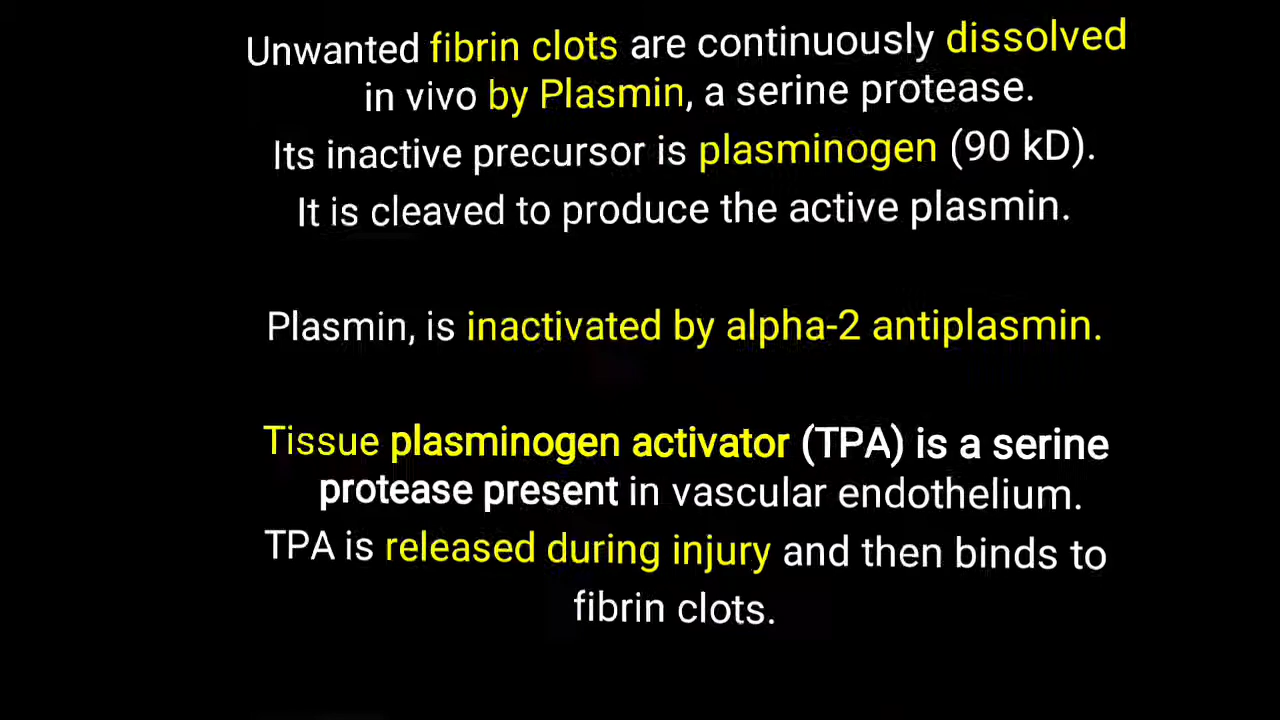 Unwanted fibrin clots are continuously dissolved
in vivo by Plasmin, a serine protease.
Its inactive precursor is plasminogen (90 kD).
It is cleaved to produce the active plasmin.
Plasmin, is inactivated by alpha-2 antiplasmin.
Tissue plasminogen activator (TPA) is a serine
protease present in vascular endothelium.
TPA is released during injury and then binds to
fibrin clots.